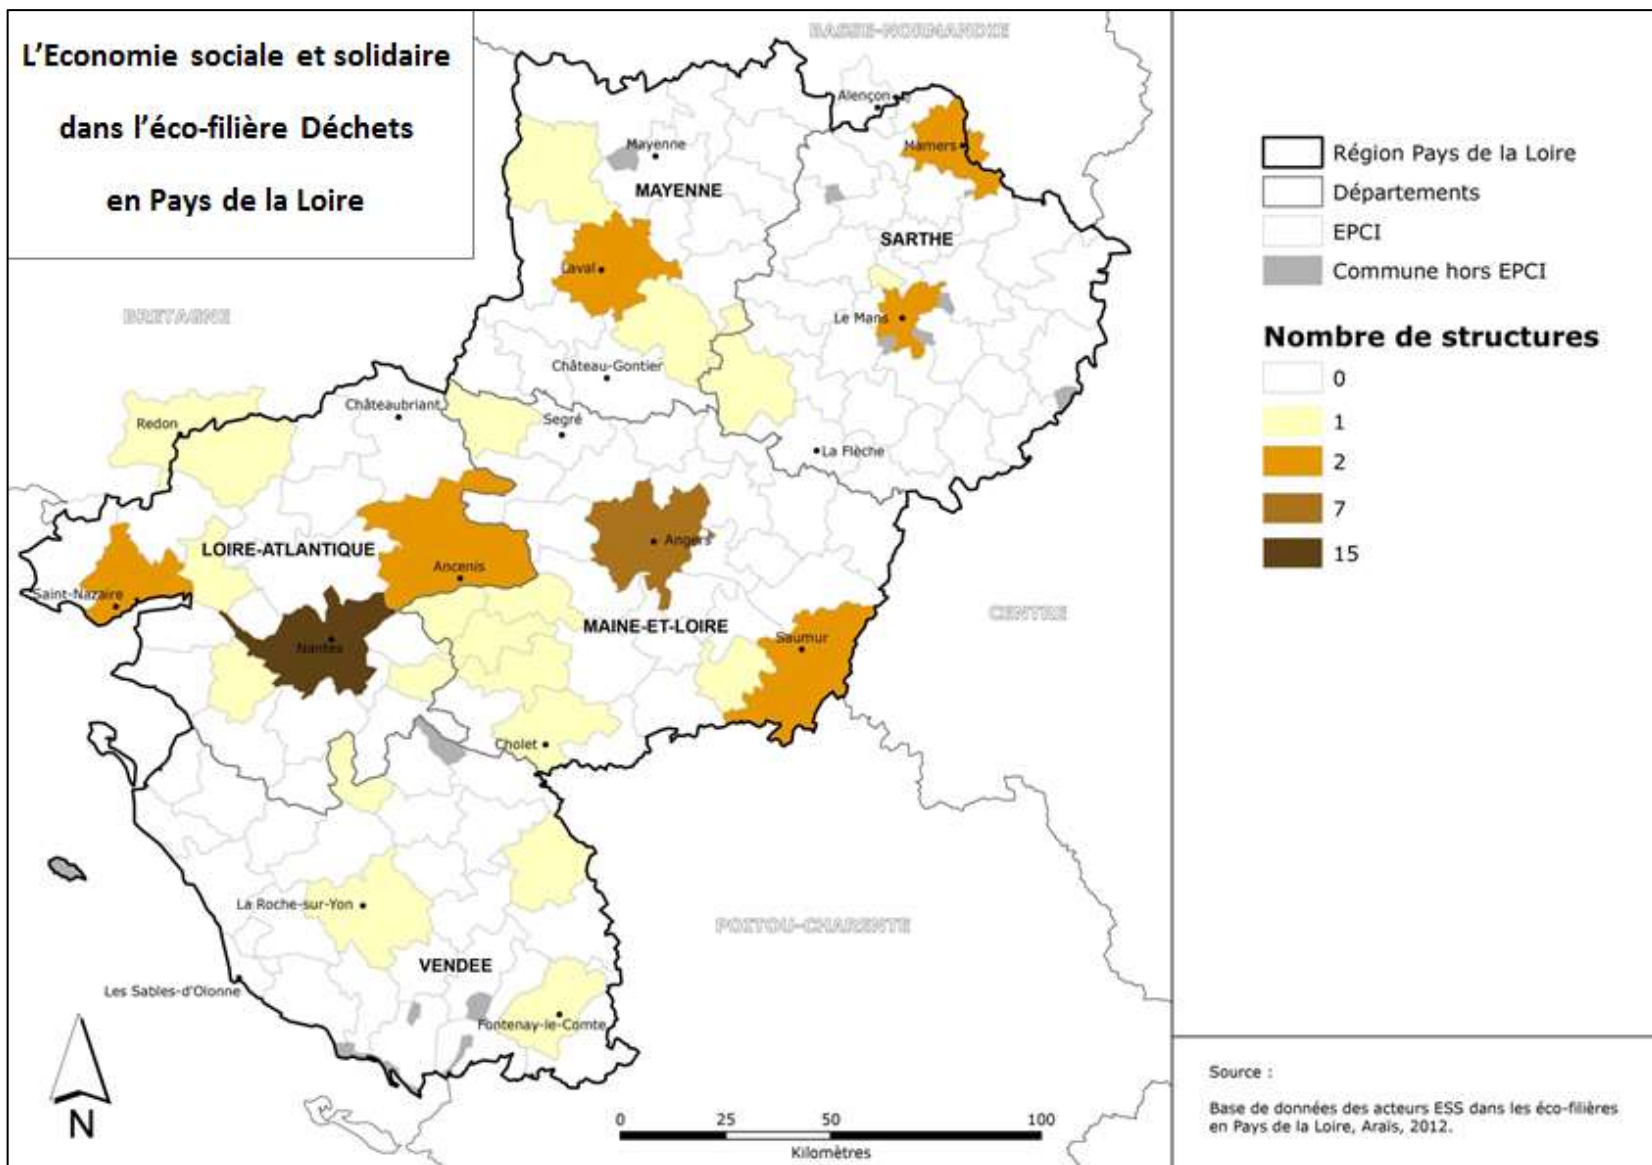 L'Economie sociale et solidaire
dans l'éco-filière Déchets
en Pays de la Loire
BASSE-NORMANDIE
Alençon
Mamers
Mayenne
MAYENNE
SARTHE
Laval
Le Mans
BRETAGNE
Château-Gontier
Châteaubriant
Segré
Redon
La Flèche
LOIRE-ATLANTIQUE
Angers
Ancenis
Saint-Nazaire
CENTRE
MAINE-ET-LOIRE
Saumur
Nantes
Cholet
La Roche-sur-Yon
POITOU-CHARENTE
VENDEE
Les Sables-d'Olonne
Fontenay-le-Comte
N
0 25 50 100
Kilomètres
Région Pays de la Loire
Départements
EPCI
Commune hors EPCI
Nombre de structures
0
1
2
7
15
Source :
Base de données des acteurs ESS dans les éco-filières
en Pays de la Loire, Araïs, 2012.